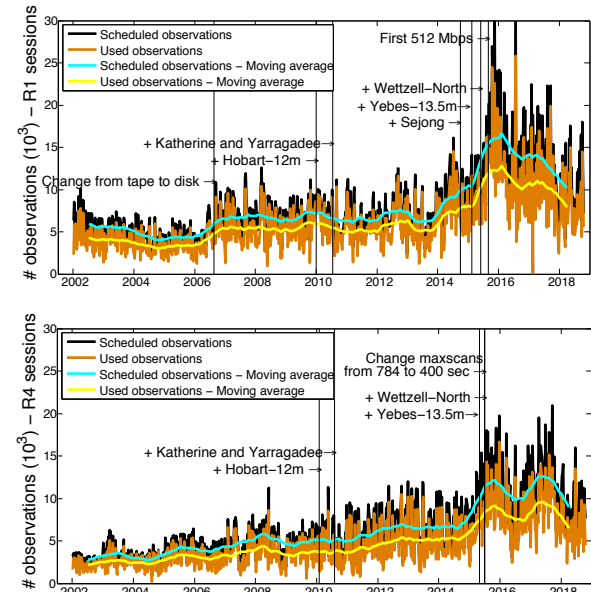 30
25
20
15
10
5
0
# observations (10^3) − R1 sessions
Scheduled observations
Used observations
Scheduled observations − Moving average
Used observations − Moving average
First 512 Mbps→
+ Wettzell−North→
+ Yebes−13.5m→
+ Sejong →
+ Katherine and Yarragadee→
+ Hobart−12m →
Change from tape to disk→
2002 2004 2006 2008 2010 2012 2014 2016 2018
30
25
20
15
10
5
0
# observations (10^3) − R4 sessions
Scheduled observations
Used observations
Scheduled observations − Moving average
Used observations − Moving average
Change maxscans
from 784 to 400 sec →
+ Wettzell−North→
+ Yebes−13.5m→
+ Katherine and Yarragadee→
+ Hobart−12m →
2002 2004 2006 2008 2010 2012 2014 2016 2018